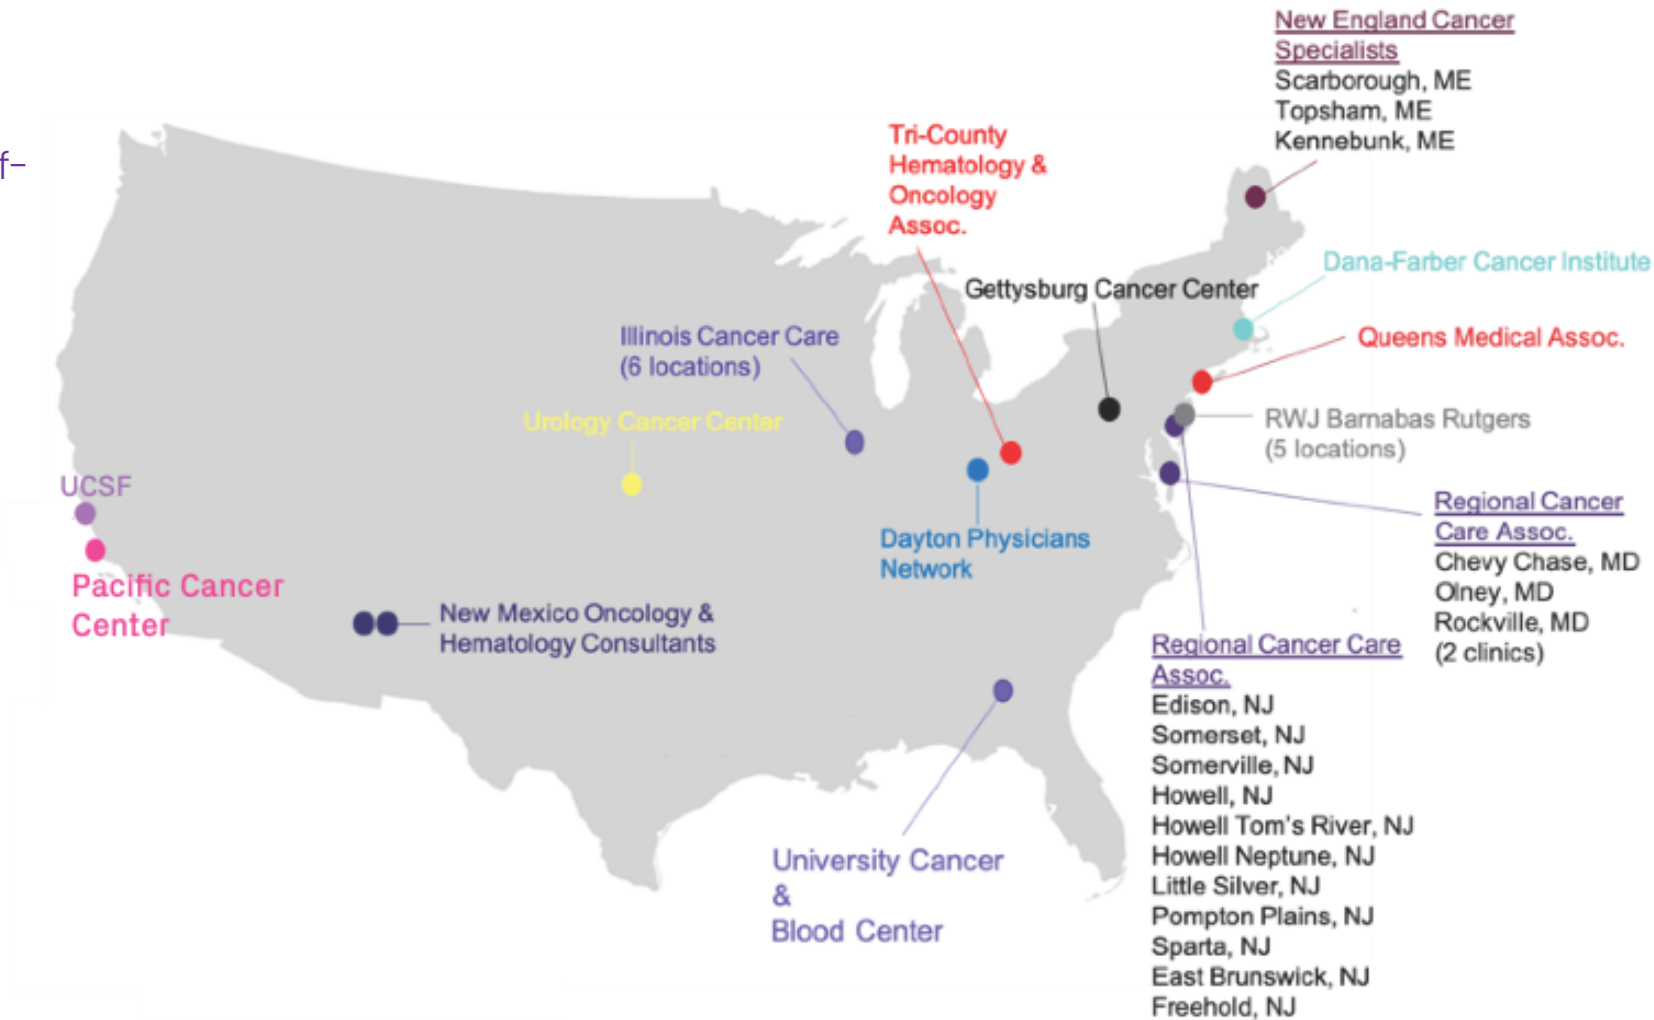 f–
New England Cancer
Specialists
Scarborough, ME
Topsham, ME
Kennebunk, ME
Tri-County
Hematology &
Oncology
Assoc.
Dana-Farber Cancer Institute
Gettysburg Cancer Center
Illinois Cancer Care
(6 locations)
Queens Medical Assoc.
Urology Cancer Center
RWJ Barnabas Rutgers
(5 locations)
UCSF
Pacific Cancer
Center
Dayton Physicians
Network
New Mexico Oncology &
Hematology Consultants
Regional Cancer
Care Assoc.
Chevy Chase, MD
Olney, MD
Rockville, MD
(2 clinics)
Regional Cancer Care
Assoc.
Edison, NJ
Somerset, NJ
Somerville, NJ
Howell, NJ
Howell Tom's River, NJ
Howell Neptune, NJ
Little Silver, NJ
Pompton Plains, NJ
Sparta, NJ
East Brunswick, NJ
Freehold, NJ
University Cancer
&
Blood Center